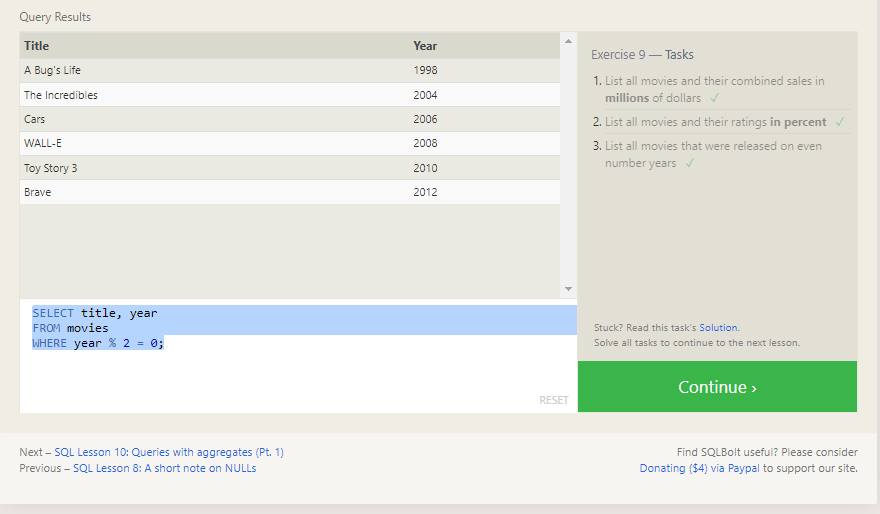 Query Results
Title Year
A Bug's Life 1998
The Incredibles 2004
Cars 2006
WALL-E 2008
Toy Story 3 2010
Brave 2012
SELECT title, year
FROM movies
WHERE year % 2 = 0;
RESET
Exercise 9 — Tasks
1. List all movies and their combined sales in
millions of dollars ✓
2. List all movies and their ratings in percent ✓
3. List all movies that were released on even
number years ✓
Stuck? Read this task's Solution.
Solve all tasks to continue to the next lesson.
Continue ›
Next – SQL Lesson 10: Queries with aggregates (Pt. 1)
Previous – SQL Lesson 8: A short note on NULLs
Find SQLBolt useful? Please consider
Donating ($4) via Paypal to support our site.